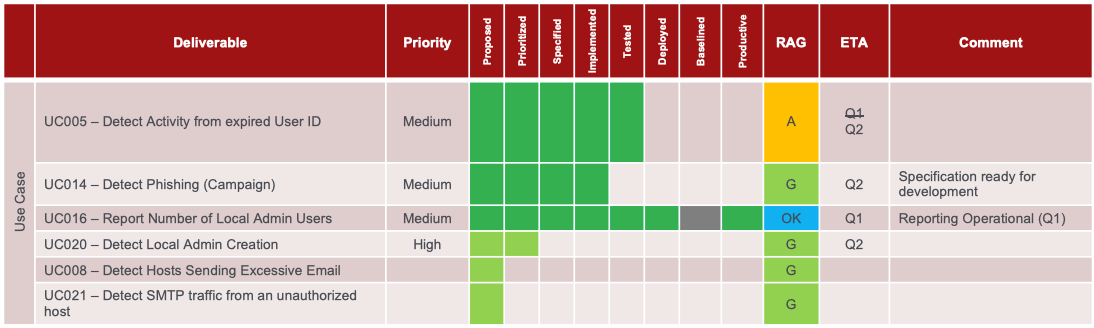 Deliverable Priority Proposed Prioritized Specified Implemented Tested Deployed Baselined Productive RAG ETA Comment
Use Case
UC005 – Detect Activity from expired User ID Medium A Q1
Q2
UC014 – Detect Phishing (Campaign) Medium G Q2 Specification ready for
development
UC016 – Report Number of Local Admin Users Medium OK Q1 Reporting Operational (Q1)
UC020 – Detect Local Admin Creation High G Q2
UC008 – Detect Hosts Sending Excessive Email G
UC021 – Detect SMTP traffic from an unauthorized
host G